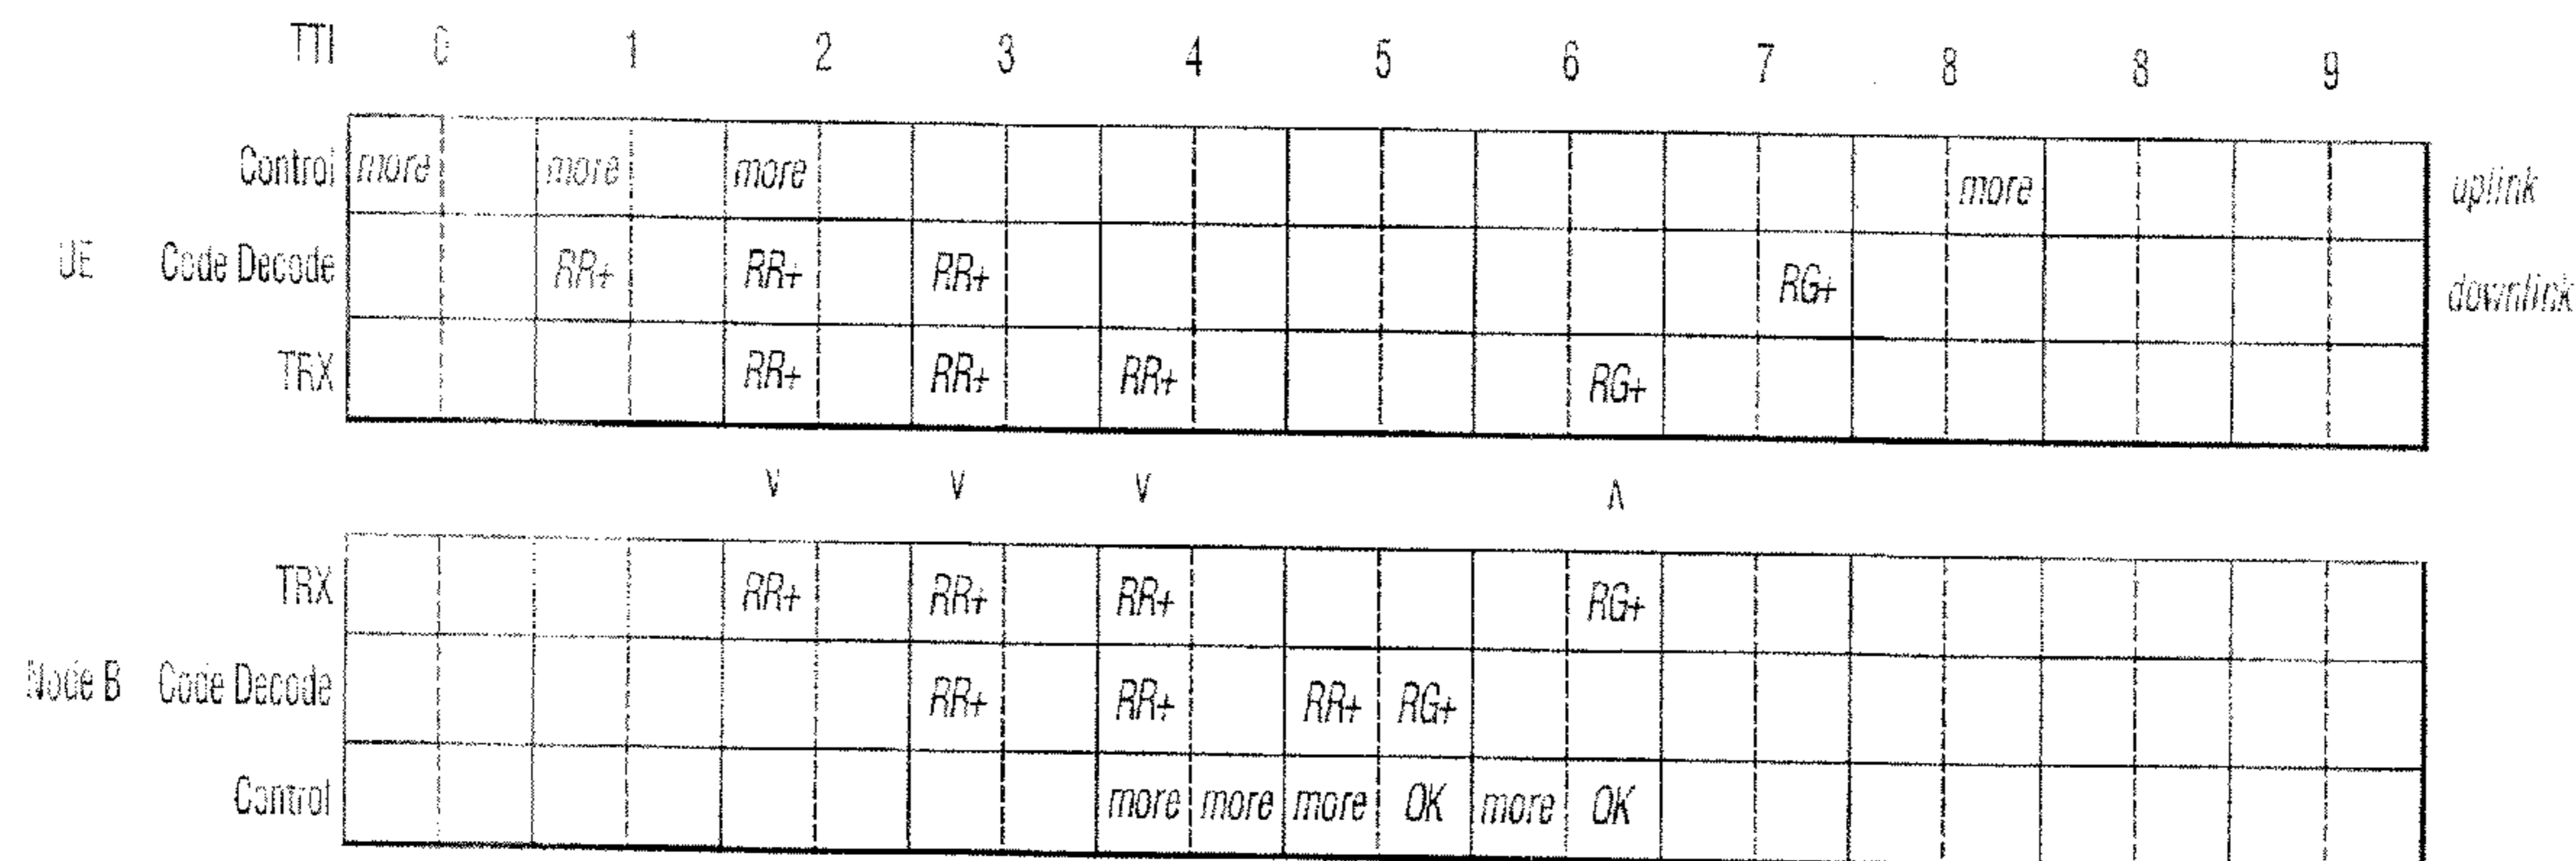 TTI 0 1 2 3 4 5 6 7 8 8 9
Control more more more more uplink
UE Code Decode RR+ RR+ RR+ RG+ downlink
TRX RR+ RR+ RR+ RG+
v v v ʌ
TRX RR+ RR+ RR+ RG+
Node B Code Decode RR+ RR+ RR+ RG+
Control more more more OK more OK